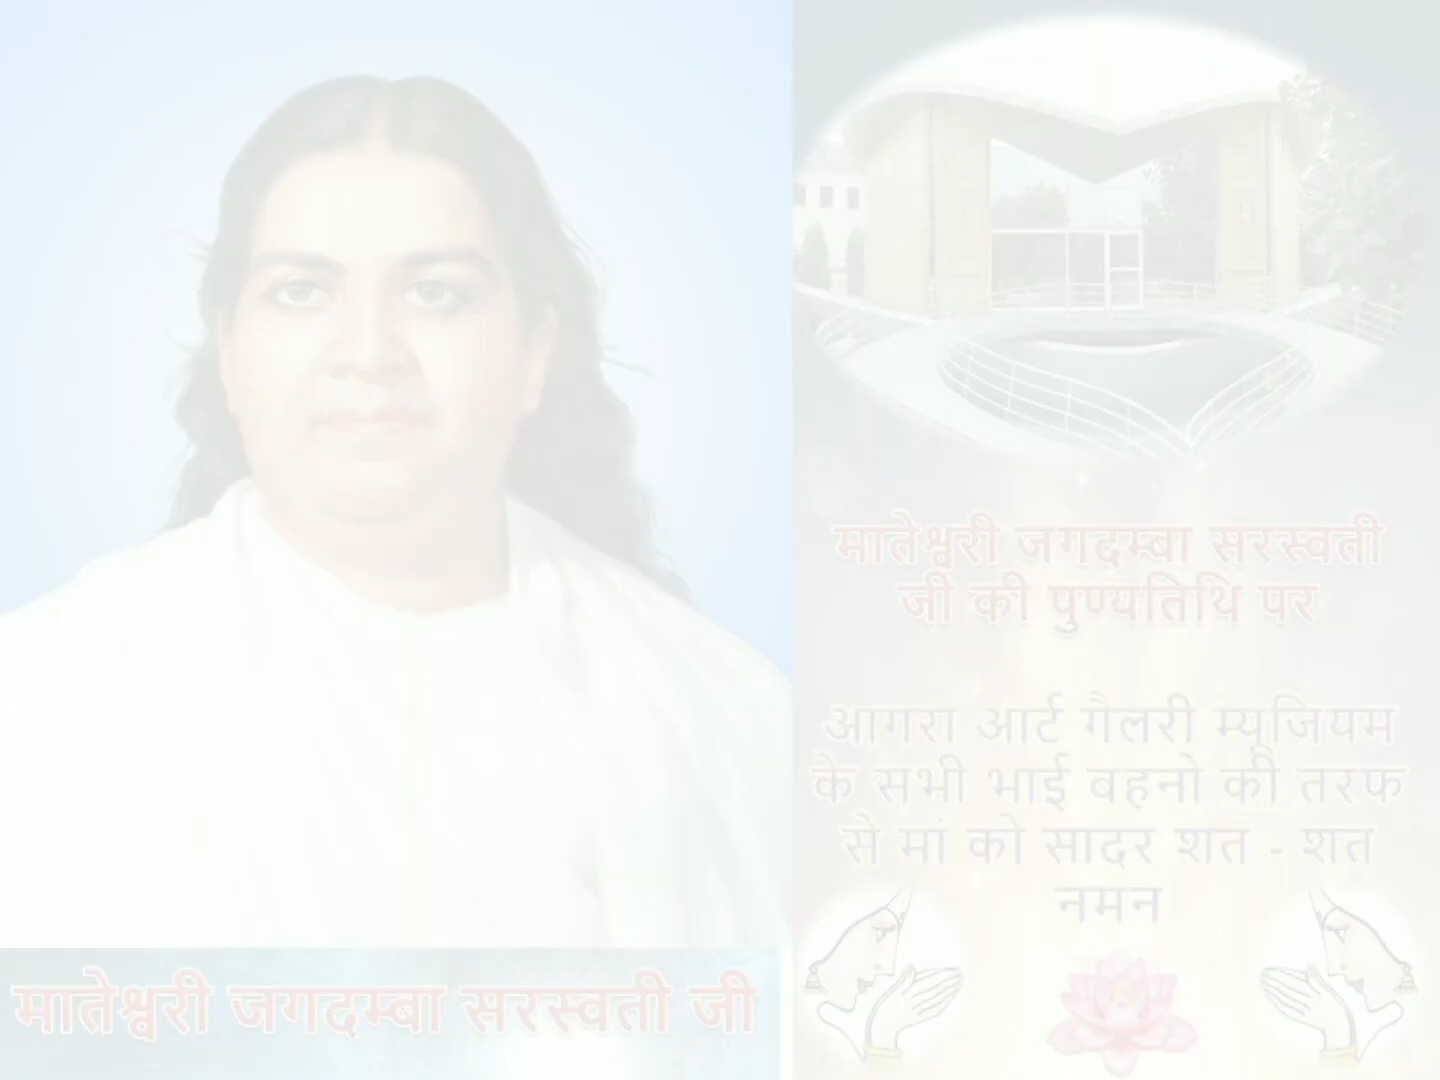 मातेश्वरी जगदम्बा सरस्वती
जी की पुण्यतिथि पर
आगरा आर्ट गैलरी म्यूजियम
के सभी भाई वहनो की तरफ
से मां को सादर शत - शत
नमन
मातेश्वरी जगदम्बा सरस्वती जी